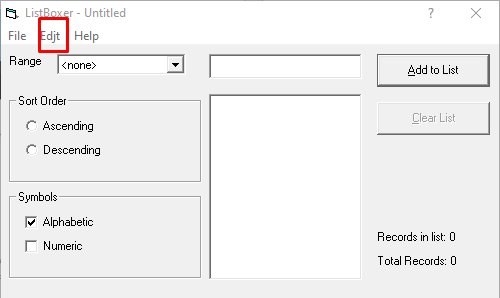 ListBoxer - Untitled
File Edit Help
Range <none>
Add to List
Sort Order
Ascending
Descending
Clear List
Symbols
Alphabetic
Numeric
Records in list: 0
Total Records: 0